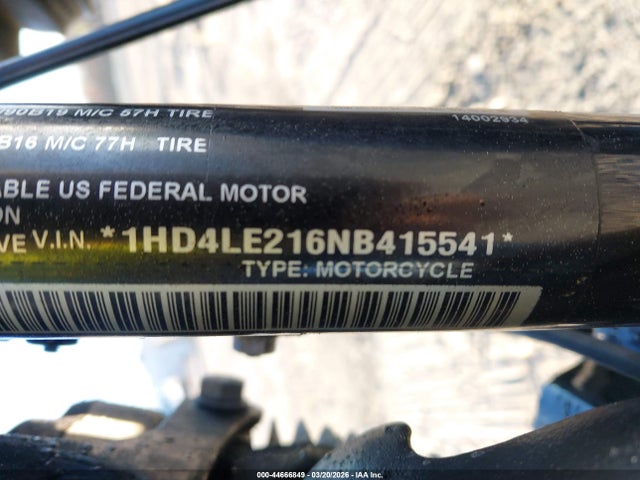 80B19 M/C 57H TIRE
14002934
B16 M/C 77H TIRE
ABLE US FEDERAL MOTOR
ON
VE V.I.N. *1HD4LE216NB415541*
TYPE: MOTORCYCLE
000-44666849 - 03/20/2026 - IAA Inc.